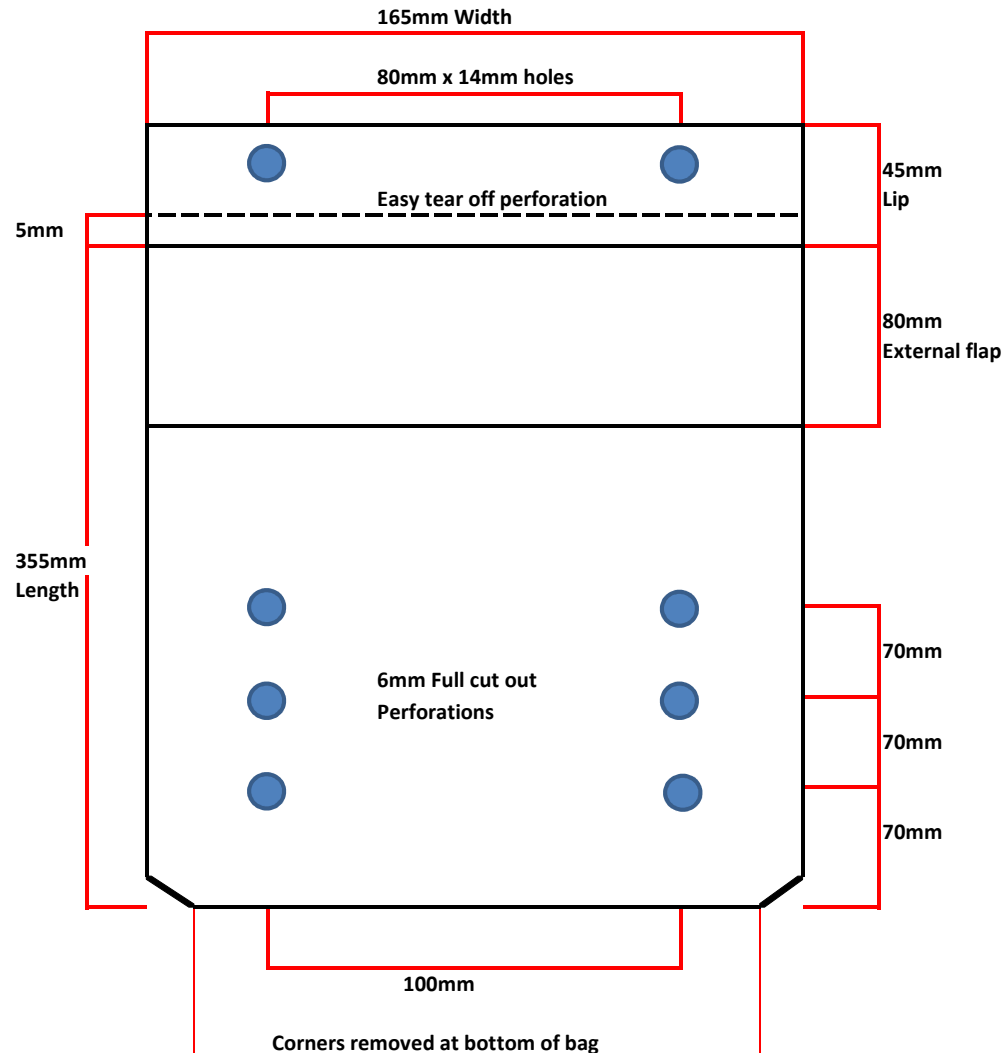 165mm Width
80mm x 14mm holes
45mm
Lip
Easy tear off perforation
5mm
80mm
External flap
355mm
Length
70mm
6mm Full cut out
Perforations
70mm
70mm
100mm
Corners removed at bottom of bag